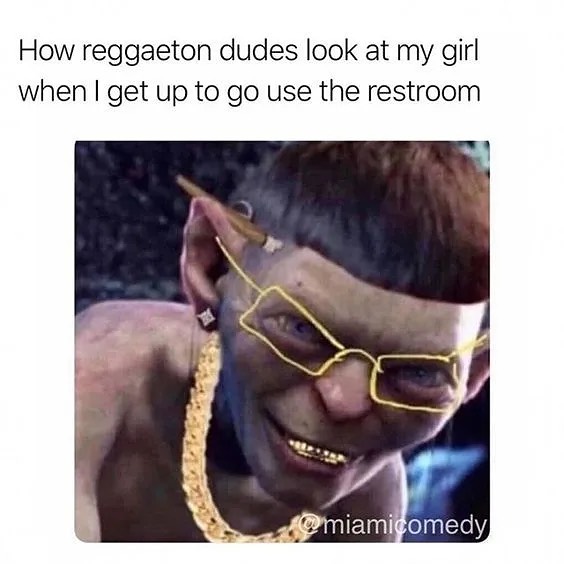 How reggaeton dudes look at my girl
when I get up to go use the restroom
@miamicomedy